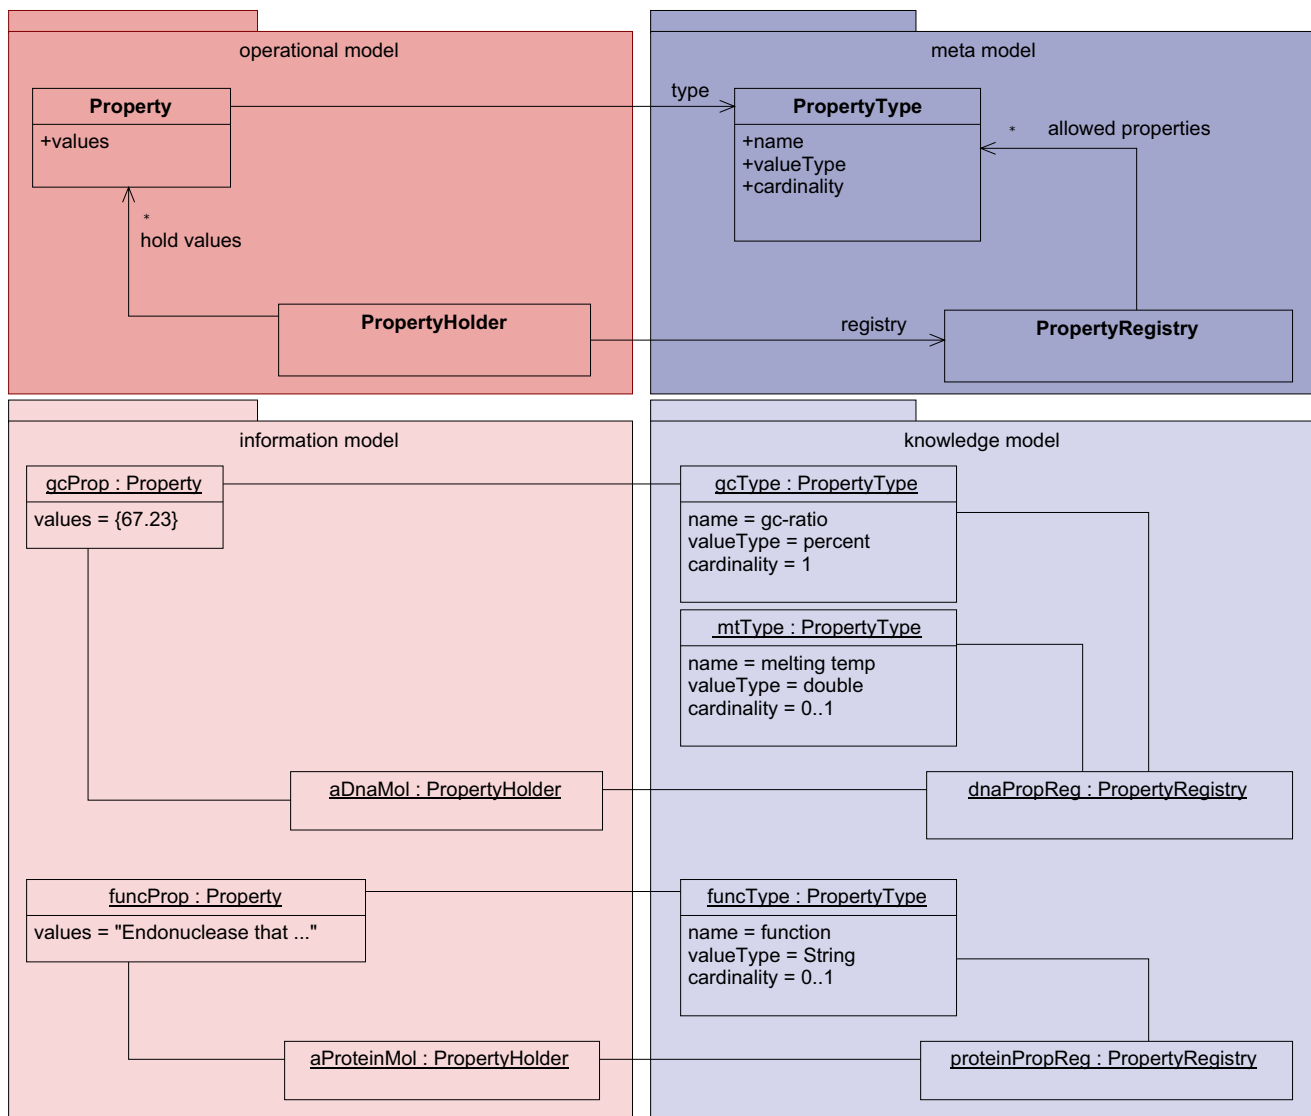 operational model
Property
+values
*
hold values
PropertyHolder
meta model
type
PropertyType
+name
+valueType
+cardinality
* allowed properties
registry
PropertyRegistry
information model
gcProp : Property
values = {67.23}
aDnaMol : PropertyHolder
funcProp : Property
values = "Endonuclease that ..."
aProteinMol : PropertyHolder
knowledge model
gcType : PropertyType
name = gc-ratio
valueType = percent
cardinality = 1
mtType : PropertyType
name = melting temp
valueType = double
cardinality = 0..1
dnaPropReg : PropertyRegistry
funcType : PropertyType
name = function
valueType = String
cardinality = 0..1
proteinPropReg : PropertyRegistry